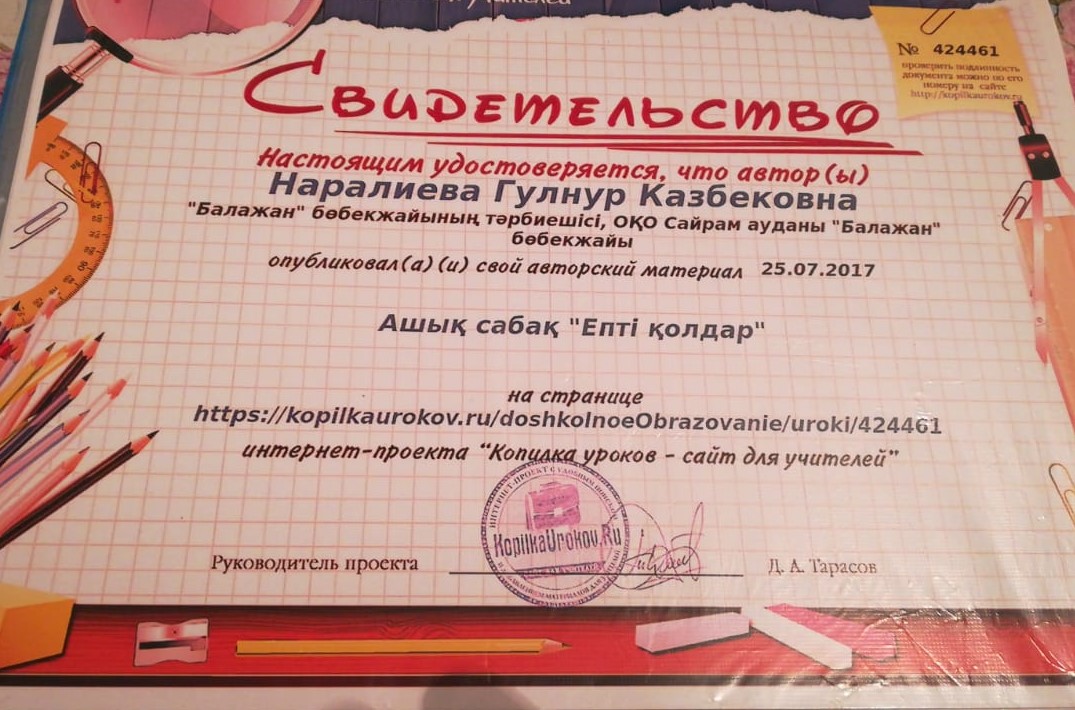 Свидетельство
№ 424461
проверить подлинность
документа можно по его
номеру на сайте
http://kopilkaurokov.ru
Настоящим удостоверяется, что автор(ы)
Наралиева Гулнур Казбековна
"Балажан" бөбекжайының тәрбиешісі, ОҚО Сайрам ауданы "Балажан"
бөбекжайы
опубликовал(а)(и) свой авторский материал 25.07.2017
Ашық сабақ "Епті қолдар"
на странице
https://kopilkaurokov.ru/doshkolnoeObrazovanie/uroki/424461
интернет-проекта “Копилка уроков - сайт для учителей”
KopilkaUrokov.Ru
Руководитель проекта
Д. А. Тарасов